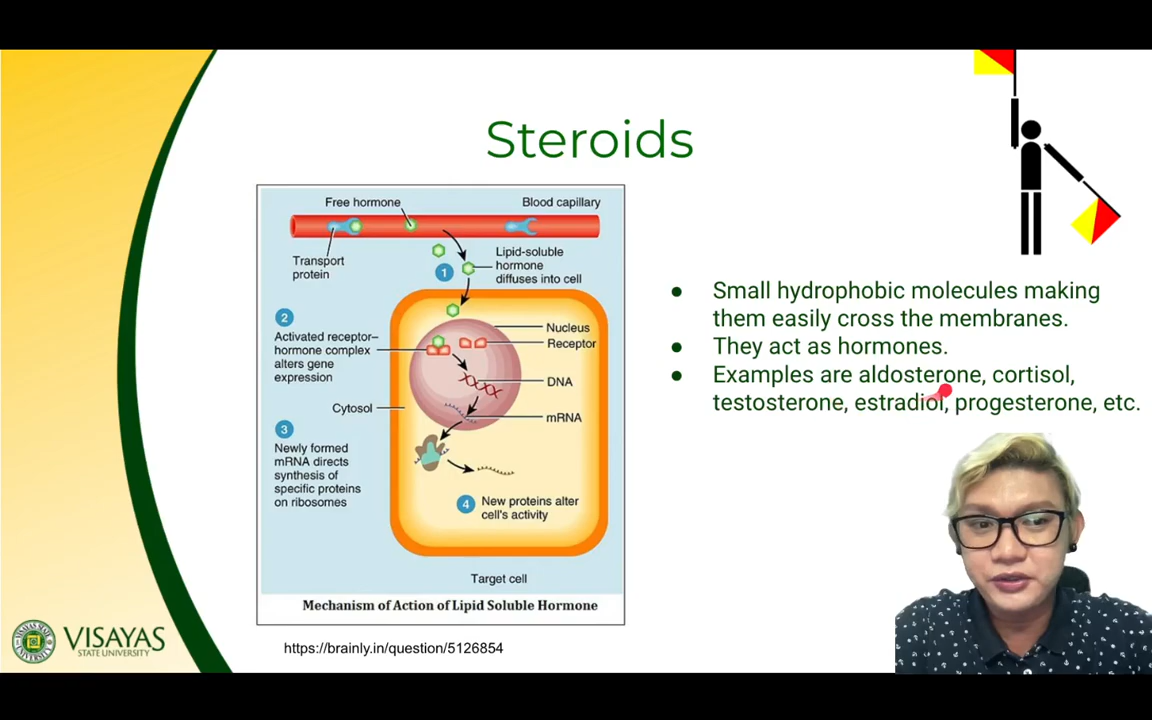 Steroids
Free hormone
Blood capillary
Transport
protein
1
Lipid-soluble
hormone
diffuses into cell
2
Activated receptor–
hormone complex
alters gene
expression
Nucleus
Receptor
DNA
Cytosol
mRNA
3
Newly formed
mRNA directs
synthesis of
specific proteins
on ribosomes
4
New proteins alter
cell's activity
Target cell
Mechanism of Action of Lipid Soluble Hormone
https://brainly.in/question/5126854
● Small hydrophobic molecules making
them easily cross the membranes.
● They act as hormones.
● Examples are aldosterone, cortisol,
testosterone, estradiol, progesterone, etc.
VISAYAS
STATE UNIVERSITY